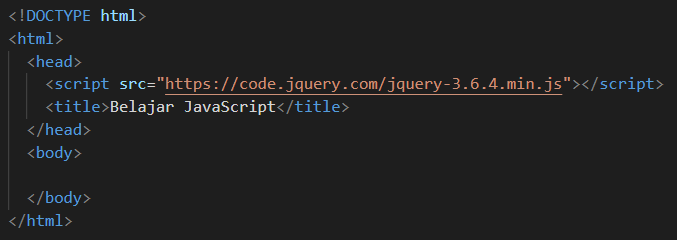 <!DOCTYPE html>
<html>
<head>
<script src="https://code.jquery.com/jquery-3.6.4.min.js"></script>
<title>Belajar JavaScript</title>
</head>
<body>
</body>
</html>